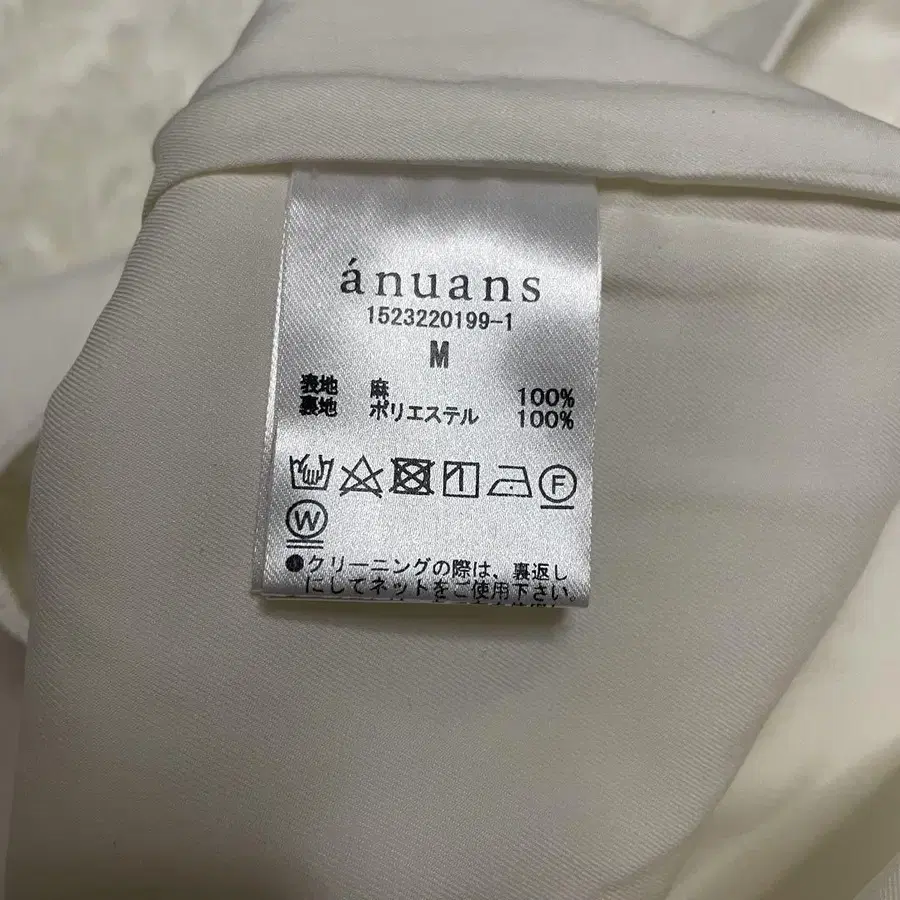 ánuans
1523220199-1
M
表地 麻 100%
裏地 ポリエステル 100%
F
W
●クリーニングの際は、裏返し
にしてネットをご使用下さい。